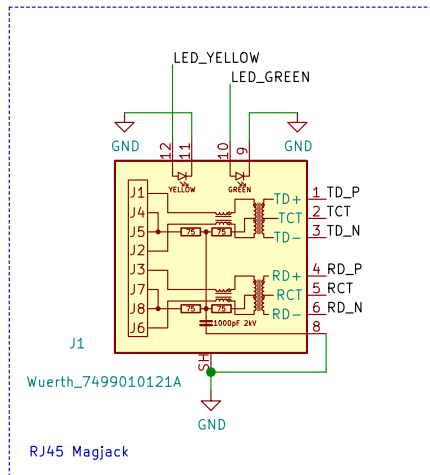 LED_YELLOW
LED_GREEN
GND
12
11
10
9
GND
YELLOW
GREEN
J1
J4
J5
J2
J3
J7
J8
J6
75
75
75
75
1000pF 2kV
TD+
TCT
TD-
RD+
RCT
RD-
1 TD_P
2 TCT
3 TD_N
4 RD_P
5 RCT
6 RD_N
8
J1
SH
Wuerth_7499010121A
GND
RJ45 Magjack